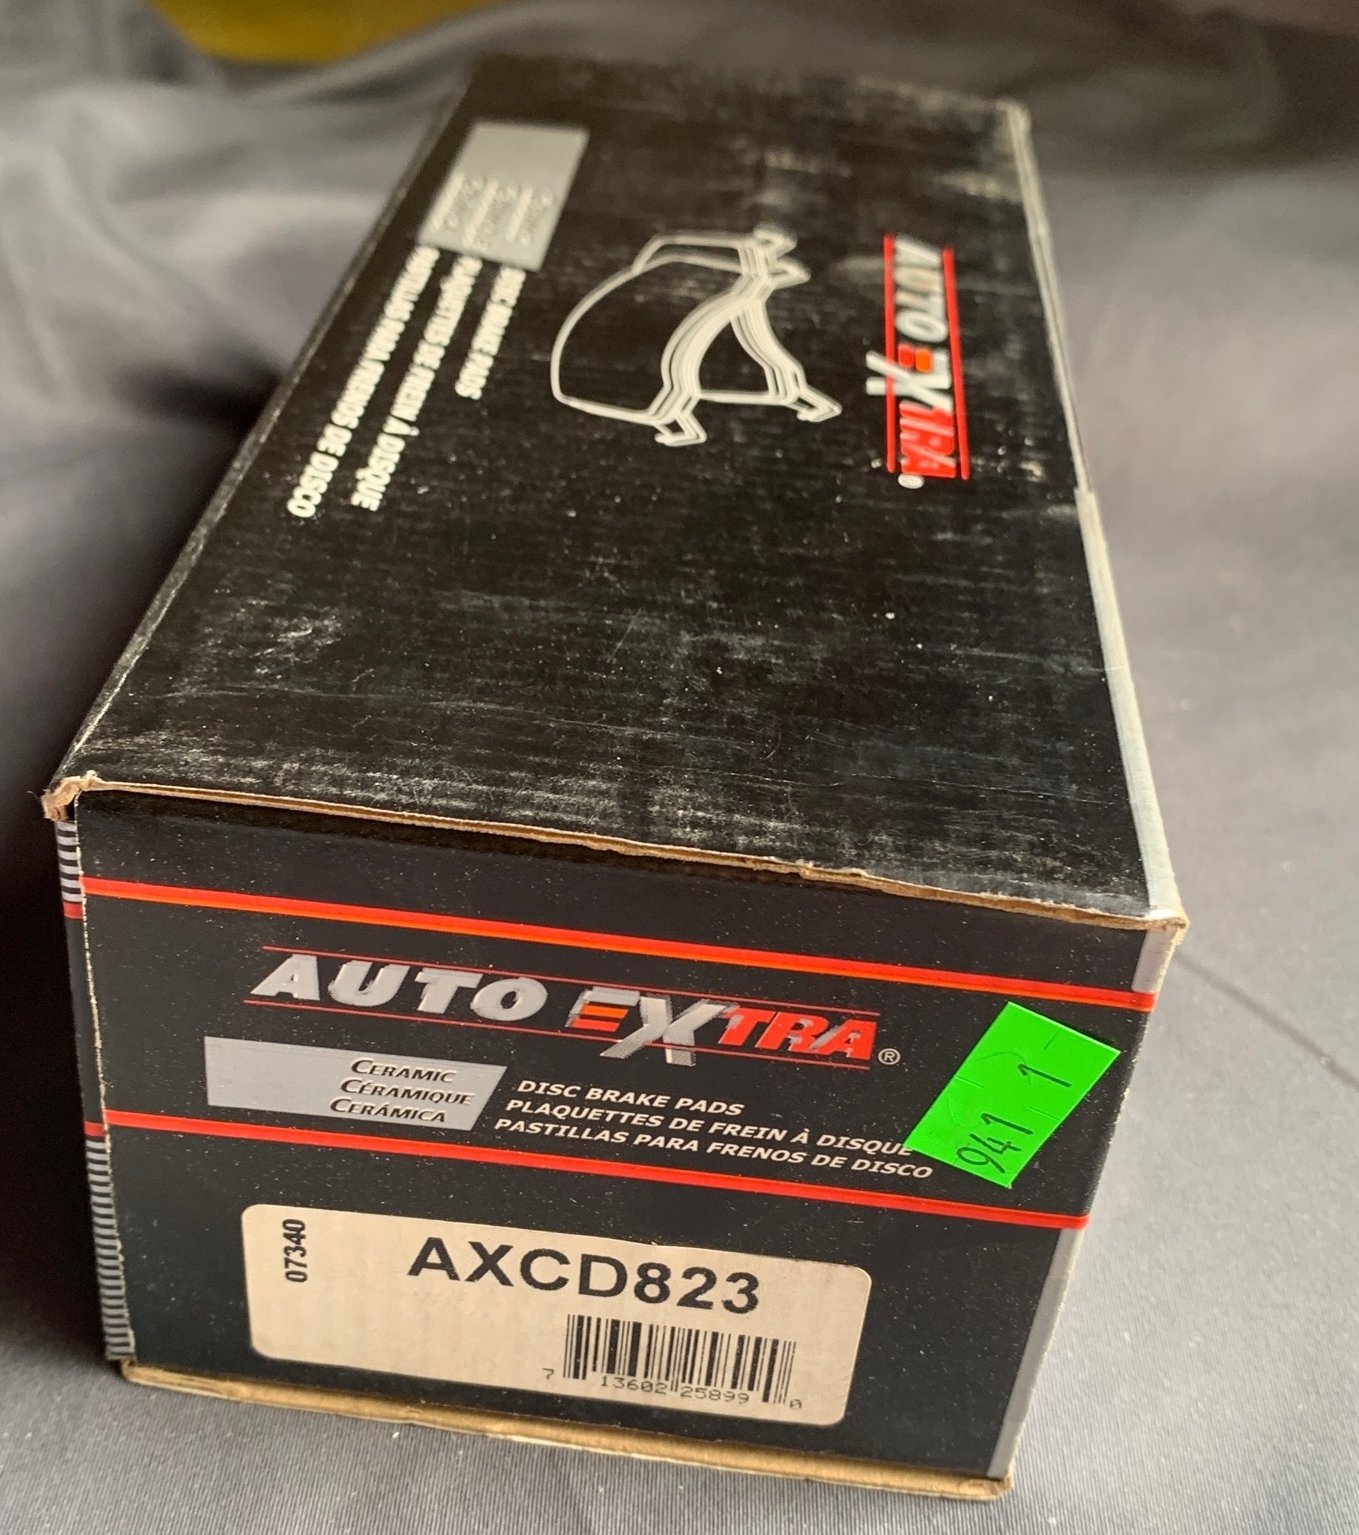 AUTO EXTRA®
DISC BRAKE PADS
PLAQUETTES DE FREIN À DISQUE
PASTILLAS PARA FRENOS DE DISCO
AUTO EXTRA®
CERAMIC
CÉRAMIQUE
CERÁMICA
DISC BRAKE PADS
PLAQUETTES DE FREIN À DISQUE
PASTILLAS PARA FRENOS DE DISCO
941 1
07340
AXCD823
7 13602 25899 0